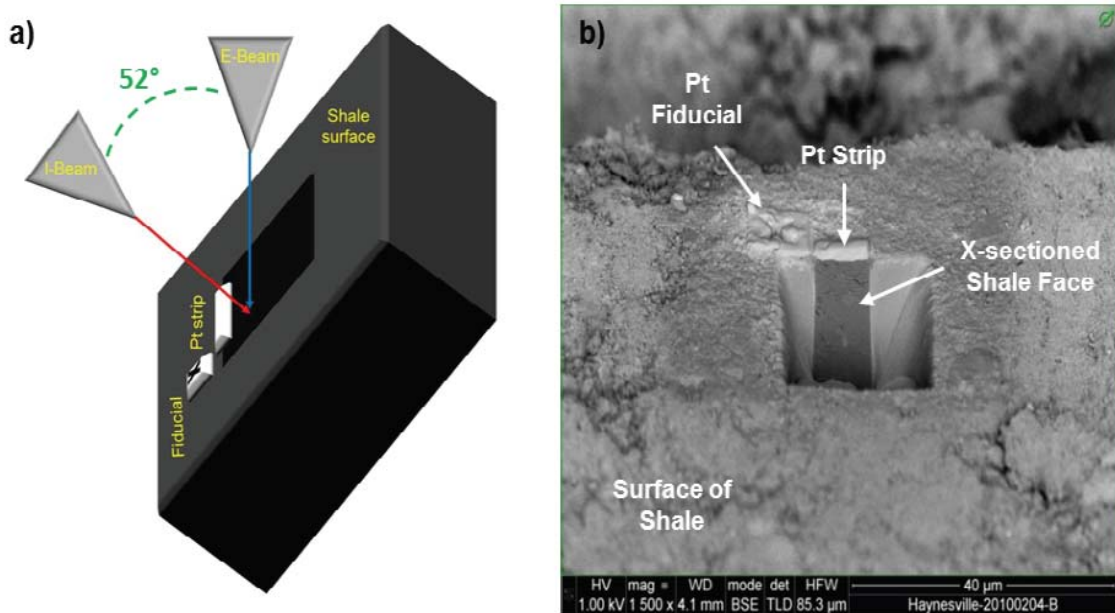 a)
E-Beam
52°
I-Beam
Shale
surface
Pt strip
Fiducial
b)
Pt
Fiducial
Pt Strip
X-sectioned
Shale Face
Surface of
Shale
HV mag = WD mode det HFW 40 µm
1.00 kV 1 500 x 4.1 mm BSE TLD 85.3 µm Haynesville-20100204-B